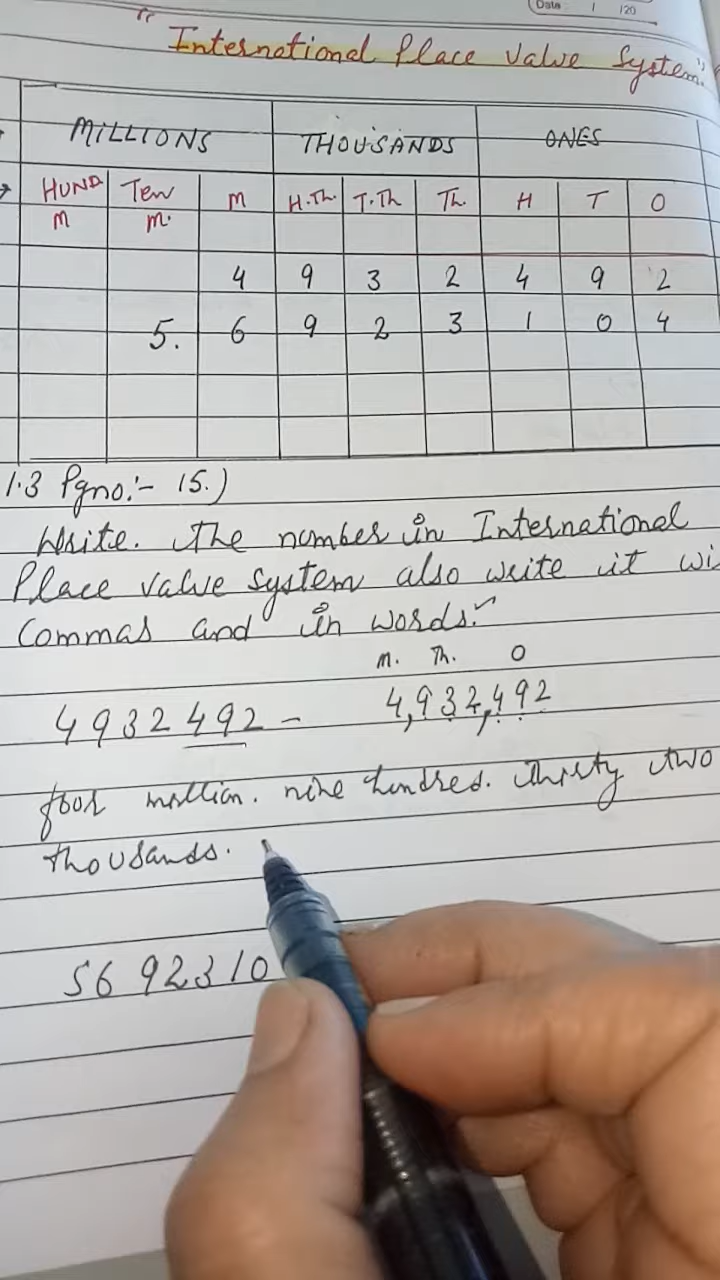 Date / /20
" International Place Value System "
MILLIONS THOUSANDS ONES
HUND M Ten m. M H.Th. T.Th Th. H T O
4 9 3 2 4 9 2
5. 6 9 2 3 1 0 4
1.3 Pgno:- 15.)
Write. The number in International
Place value system also write it wi
Commas and in words.
m. Th. O
4932492 - 4,932,492
four million. nine hundred. thirty two
thousands.
5692310